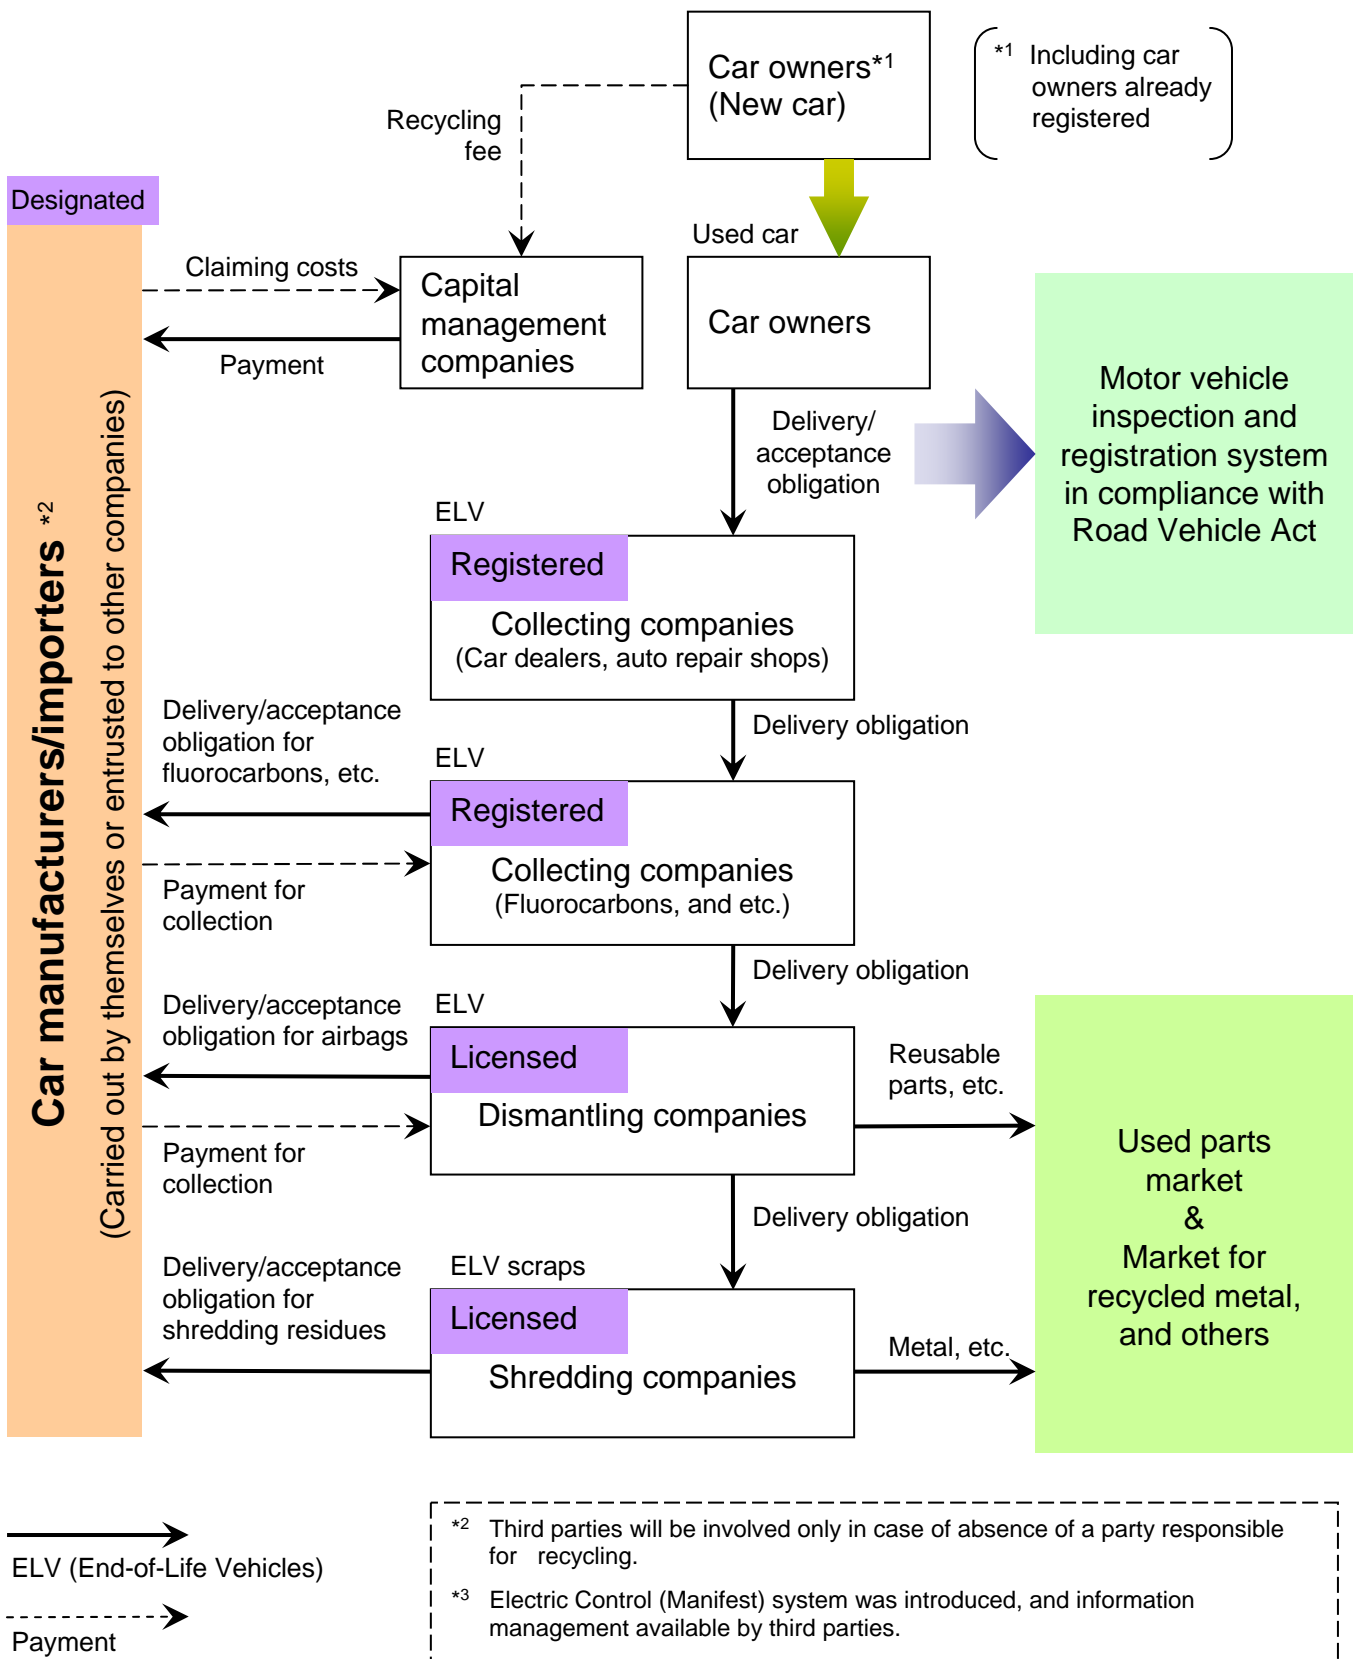 Car owners*1
(New car)
*1 Including car
owners already
registered
Recycling
fee
Designated
Used car
Claiming costs
Capital
management
companies
Payment
Car owners
Motor vehicle
inspection and
registration system
in compliance with
Road Vehicle Act
Delivery/
acceptance
obligation
Car manufacturers/importers *2
(Carried out by themselves or entrusted to other companies)
ELV
Registered
Collecting companies
(Car dealers, auto repair shops)
Delivery/acceptance
obligation for
fluorocarbons, etc.
Delivery obligation
ELV
Registered
Collecting companies
(Fluorocarbons, and etc.)
Payment for
collection
Delivery obligation
Delivery/acceptance
obligation for airbags
ELV
Licensed
Dismantling companies
Reusable
parts, etc.
Payment for
collection
Used parts
market
&
Market for
recycled metal,
and others
Delivery obligation
Delivery/acceptance
obligation for
shredding residues
ELV scraps
Licensed
Shredding companies
Metal, etc.
ELV (End-of-Life Vehicles)
Payment
*2 Third parties will be involved only in case of absence of a party responsible
for recycling.
*3 Electric Control (Manifest) system was introduced, and information
management available by third parties.